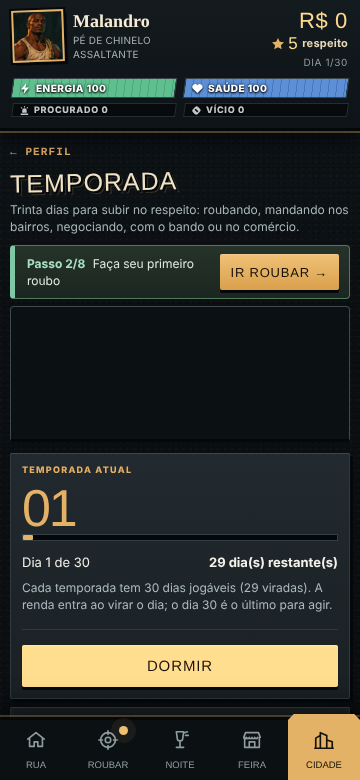 Malandro
PÉ DE CHINELO
ASSALTANTE
R$ 0
5 respeito
DIA 1/30
ENERGIA 100
SAÚDE 100
PROCURADO 0
VÍCIO 0
← PERFIL
TEMPORADA
Trinta dias para subir no respeito: roubando, mandando nos
bairros, negociando, com o bando ou no comércio.
Passo 2/8 Faça seu primeiro
roubo
IR ROUBAR →
TEMPORADA ATUAL
01
Dia 1 de 30
29 dia(s) restante(s)
Cada temporada tem 30 dias jogáveis (29 viradas). A
renda entra ao virar o dia; o dia 30 é o último para agir.
DORMIR
RUA
ROUBAR
NOITE
FEIRA
CIDADE